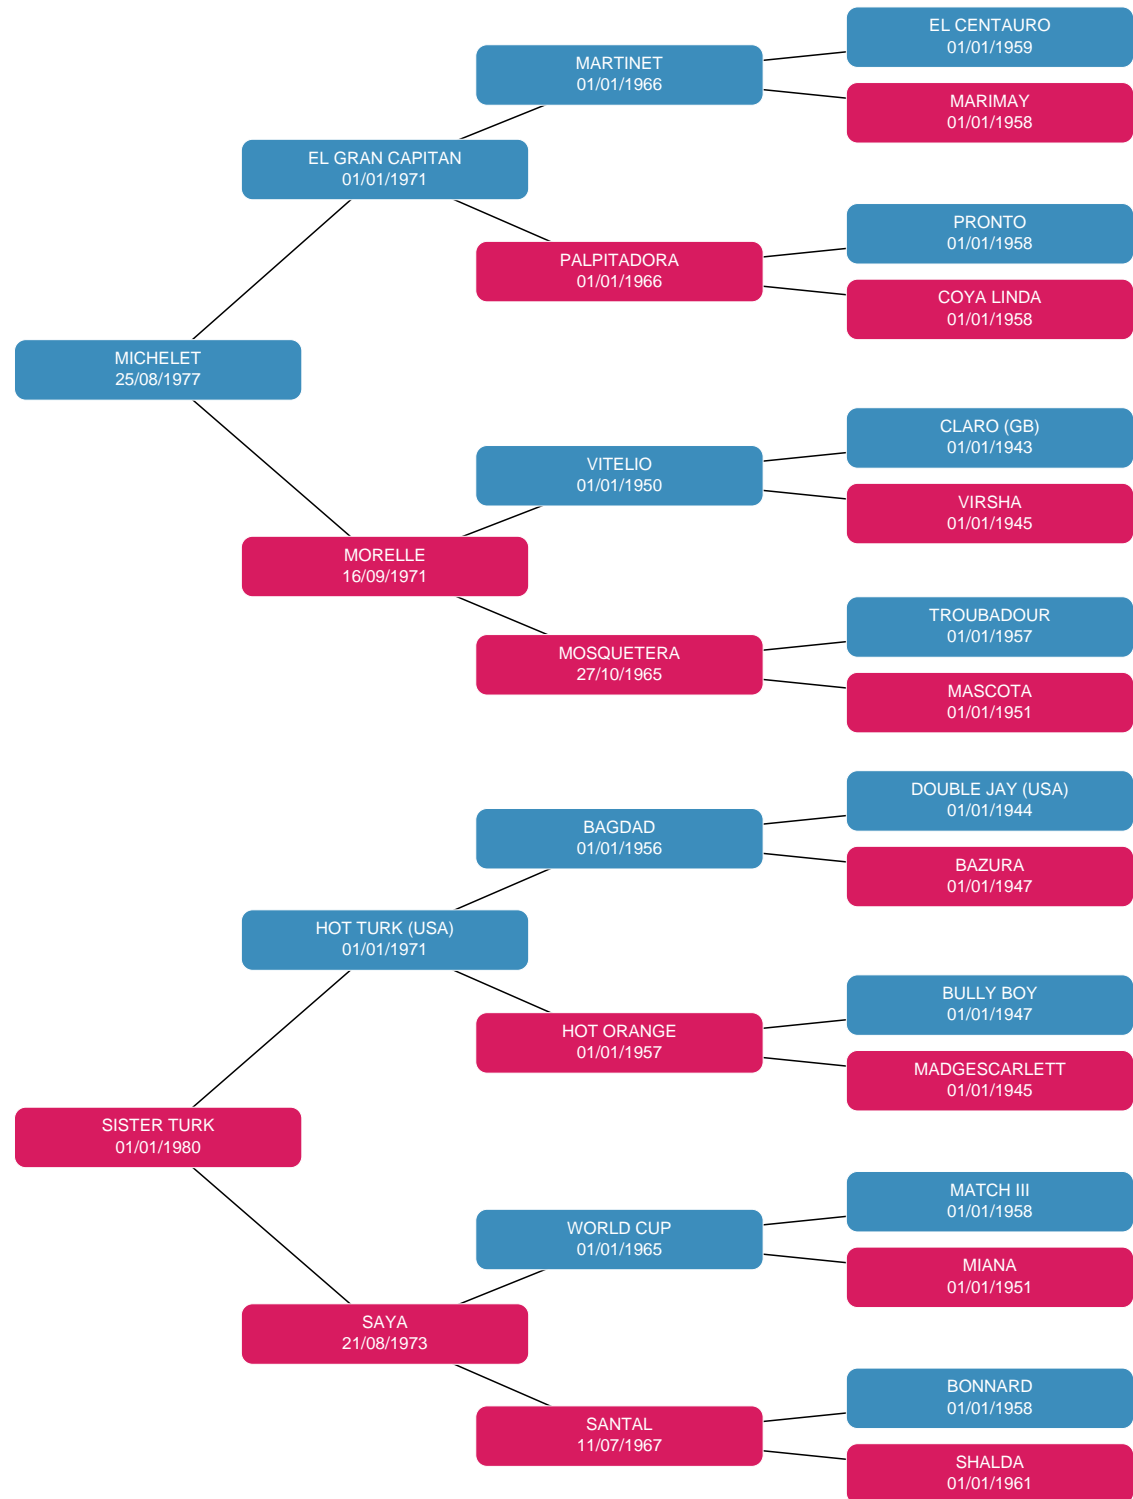 EL CENTAURO
01/01/1959
MARTINET
01/01/1966
MARIMAY
01/01/1958
EL GRAN CAPITAN
01/01/1971
PRONTO
01/01/1958
PALPITADORA
01/01/1966
COYA LINDA
01/01/1958
MICHELET
25/08/1977
CLARO (GB)
01/01/1943
VITELIO
01/01/1950
VIRSHA
01/01/1945
MORELLE
16/09/1971
TROUBADOUR
01/01/1957
MOSQUETERA
27/10/1965
MASCOTA
01/01/1951
DOUBLE JAY (USA)
01/01/1944
BAGDAD
01/01/1956
BAZURA
01/01/1947
HOT TURK (USA)
01/01/1971
BULLY BOY
01/01/1947
HOT ORANGE
01/01/1957
MADGESCARLETT
01/01/1945
SISTER TURK
01/01/1980
MATCH III
01/01/1958
WORLD CUP
01/01/1965
MIANA
01/01/1951
SAYA
21/08/1973
BONNARD
01/01/1958
SANTAL
11/07/1967
SHALDA
01/01/1961